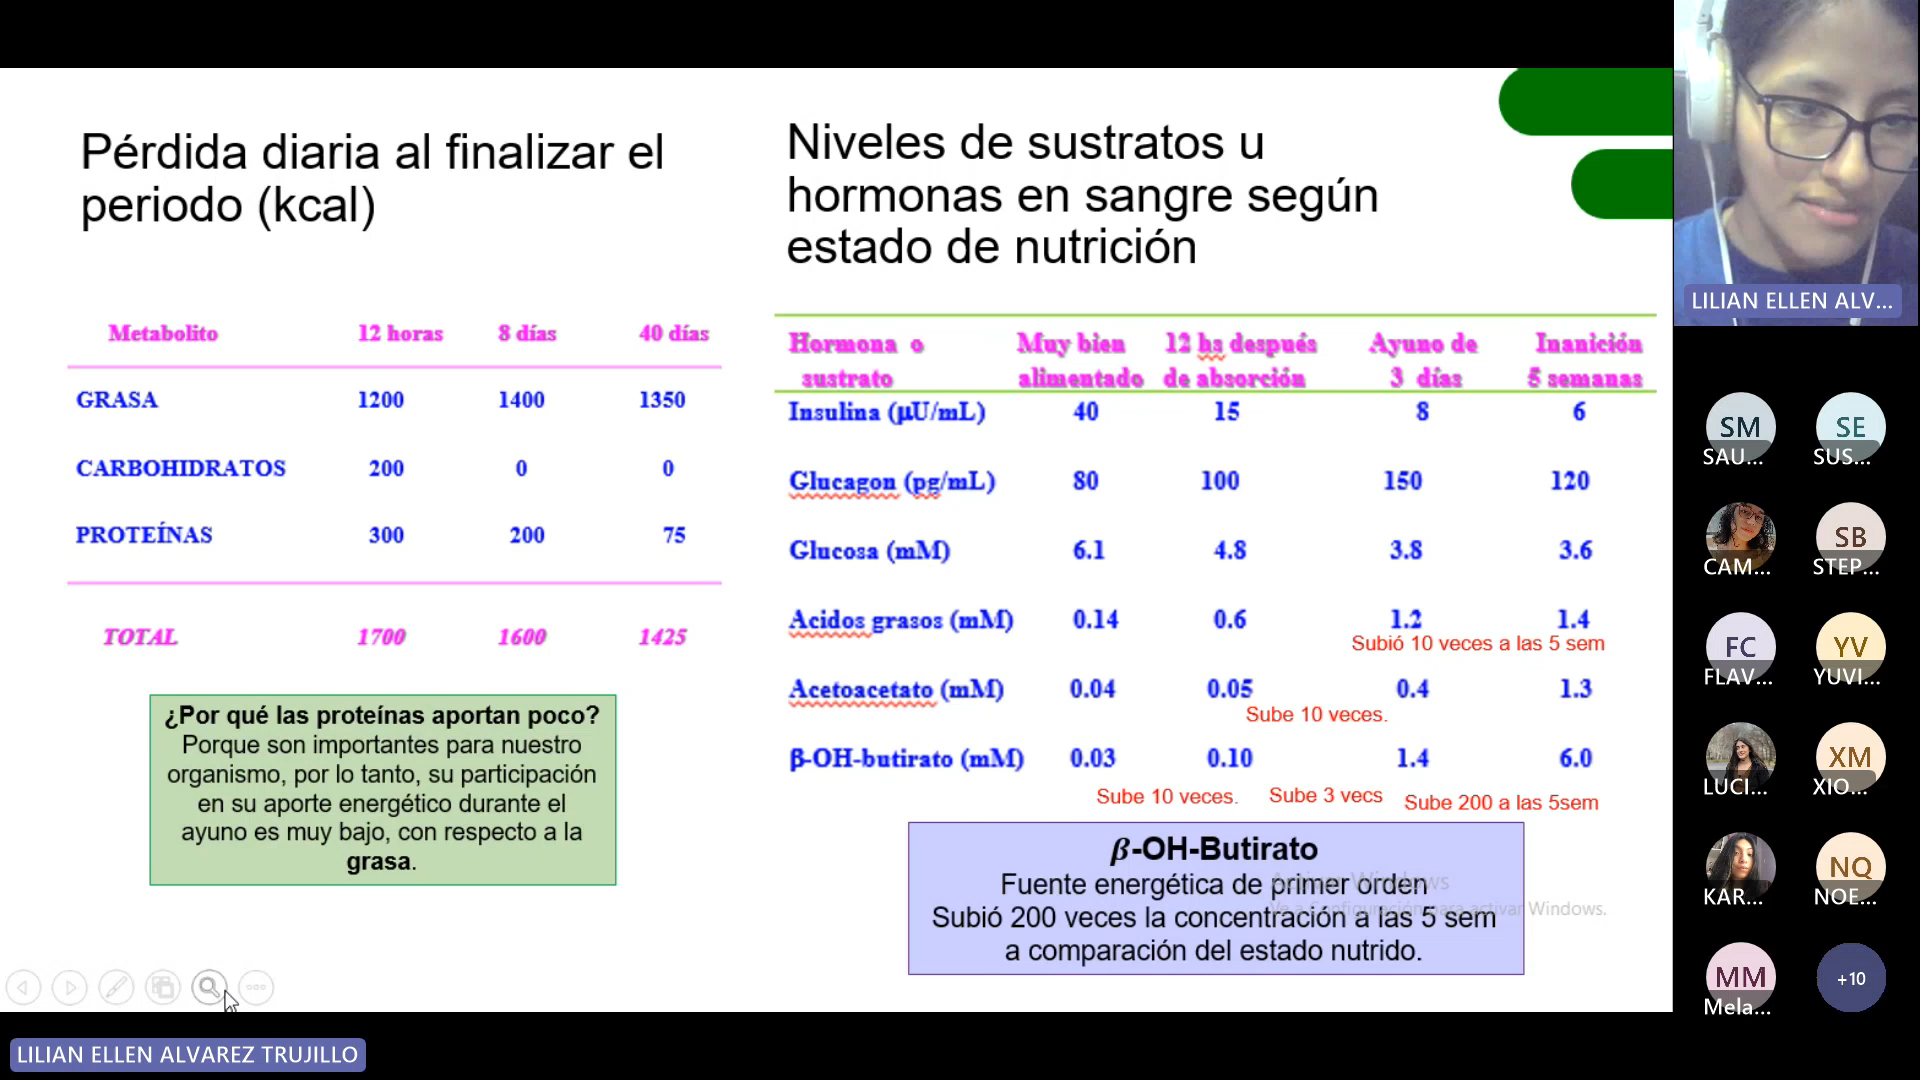 Pérdida diaria al finalizar el
periodo (kcal)
Metabolito 12 horas 8 días 40 días
GRASA 1200 1400 1350
CARBOHIDRATOS 200 0 0
PROTEÍNAS 300 200 75
TOTAL 1700 1600 1425
¿Por qué las proteínas aportan poco?
Porque son importantes para nuestro
organismo, por lo tanto, su participación
en su aporte energético durante el
ayuno es muy bajo, con respecto a la
grasa.
Niveles de sustratos u
hormonas en sangre según
estado de nutrición
Hormona o Muy bien 12 hs después Ayuno de Inanición
sustrato alimentado de absorción 3 días 5 semanas
Insulina (µU/mL) 40 15 8 6
Glucagon (pg/mL) 80 100 150 120
Glucosa (mM) 6.1 4.8 3.8 3.6
Acidos grasos (mM) 0.14 0.6 1.2 1.4
Subió 10 veces a las 5 sem
Acetoacetato (mM) 0.04 0.05 0.4 1.3
Sube 10 veces.
β-OH-butirato (mM) 0.03 0.10 1.4 6.0
Sube 10 veces. Sube 3 vecs Sube 200 a las 5sem
β-OH-Butirato
Fuente energética de primer orden
Subió 200 veces la concentración a las 5 sem
a comparación del estado nutrido.
Activar Windows
Ve a Configuración para activar Windows.
LILIAN ELLEN ALV...
SM SE
SAU... SUS...
SB
CAM... STEP...
FC YV
FLAV... YUVI...
XM
LUCI... XIO...
NQ
KAR... NOE...
MM +10
Mela...
LILIAN ELLEN ALVAREZ TRUJILLO